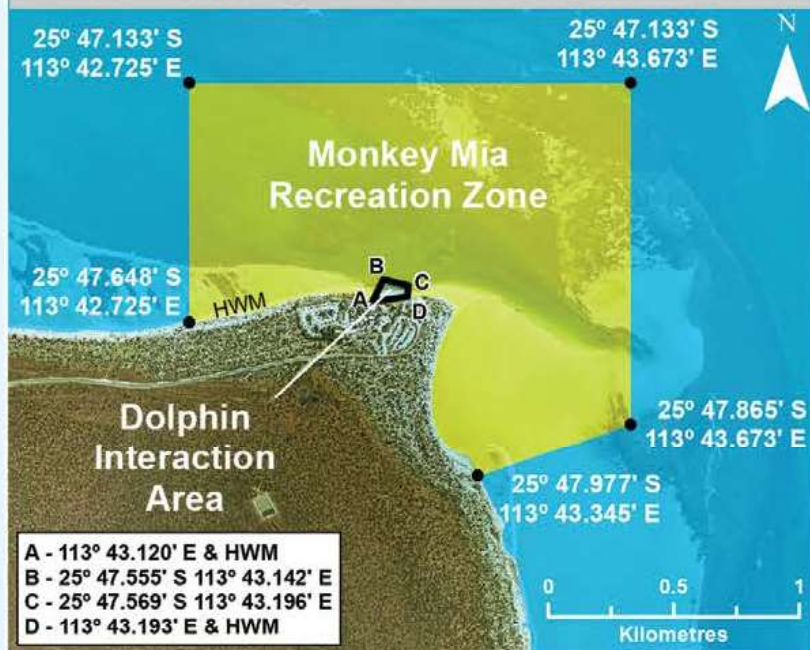 25º 47.133' S
113º 42.725' E
25º 47.133' S
113º 43.673' E
N
Monkey Mia
Recreation Zone
25º 47.648' S
113º 42.725' E
HWM
B
C
A
D
Dolphin
Interaction
Area
25º 47.865' S
113º 43.673' E
25º 47.977' S
113º 43.345' E
A - 113º 43.120' E & HWM
B - 25º 47.555' S 113º 43.142' E
C - 25º 47.569' S 113º 43.196' E
D - 113º 43.193' E & HWM
0 0.5 1
Kilometres